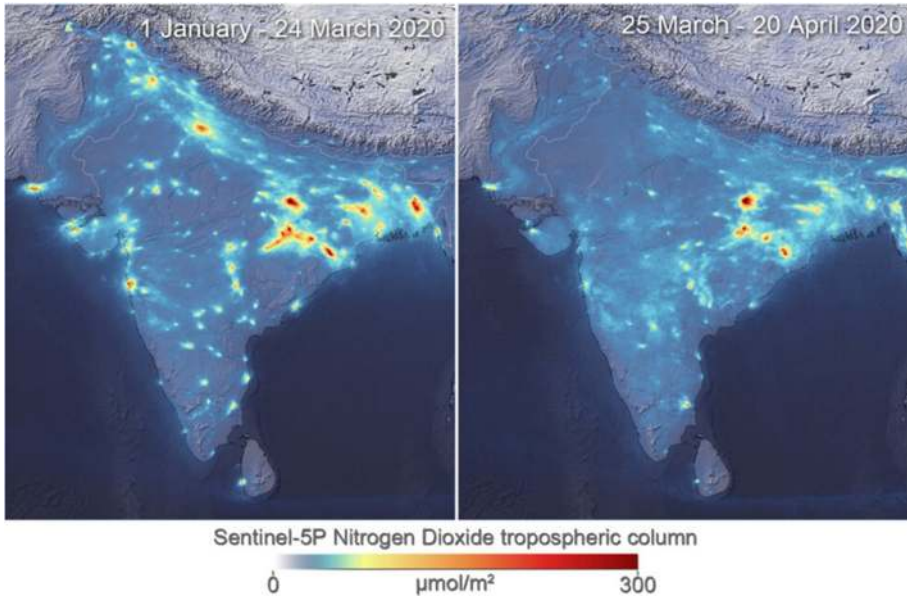 1 January - 24 March 2020
25 March - 20 April 2020
Sentinel-5P Nitrogen Dioxide tropospheric column
0 µmol/m² 300